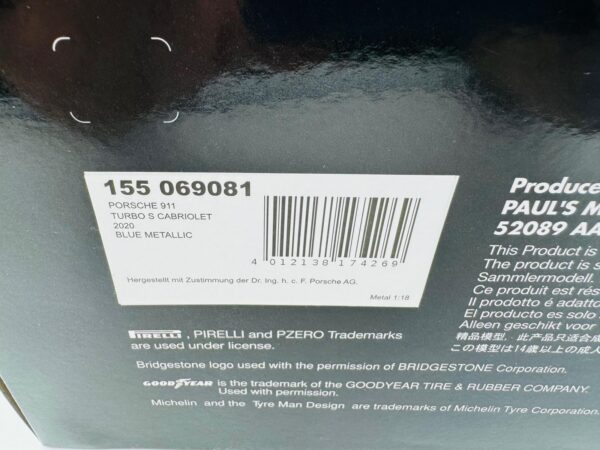 155 069081
PORSCHE 911
TURBO S CABRIOLET
2020
BLUE METALLIC
4 012138 174269
Hergestellt mit Zustimmung der Dr. Ing. h. c. F. Porsche AG.
Metal 1:18
PIRELLI, PIRELLI and PZERO Trademarks
are used under license.
Bridgestone logo used with the permission of BRIDGESTONE Corporation.
GOODYEAR is the trademark of the GOODYEAR TIRE & RUBBER COMPANY.
Used with permission.
Michelin and the Tyre Man Design are trademarks of Michelin Tyre Corporation.
Produce
PAUL'S M
52089 AA
This Product is
The product is s
Sammlermodell.
Ce produit est rés
Il prodotto è adatto
El producto es solo
Alleen geschikt voor
精品模型, 此产品只适合
この模型は14歳以上の成人